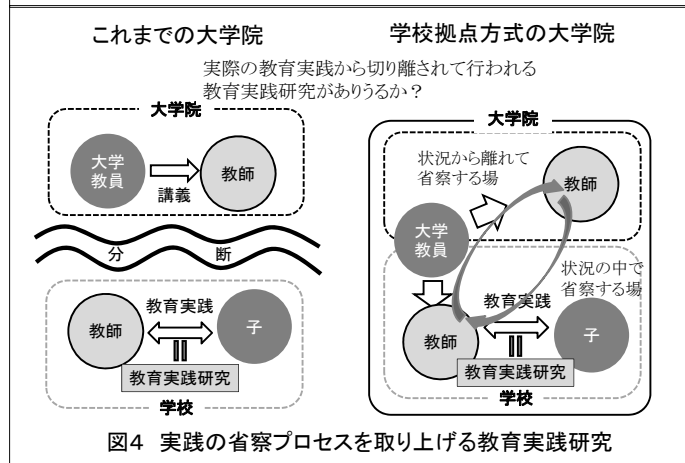 これまでの大学院
学校拠点方式の大学院
実際の教育実践から切り離されて行われる
教育実践研究がありうるか？
大学院
大学
教員
講義
教師
分 断
教師
教育実践
子
教育実践研究
学校
大学院
状況から離れて
省察する場
教師
大学
教員
状況の中で
省察する場
教育実践
教師
子
教育実践研究
学校
図4 実践の省察プロセスを取り上げる教育実践研究